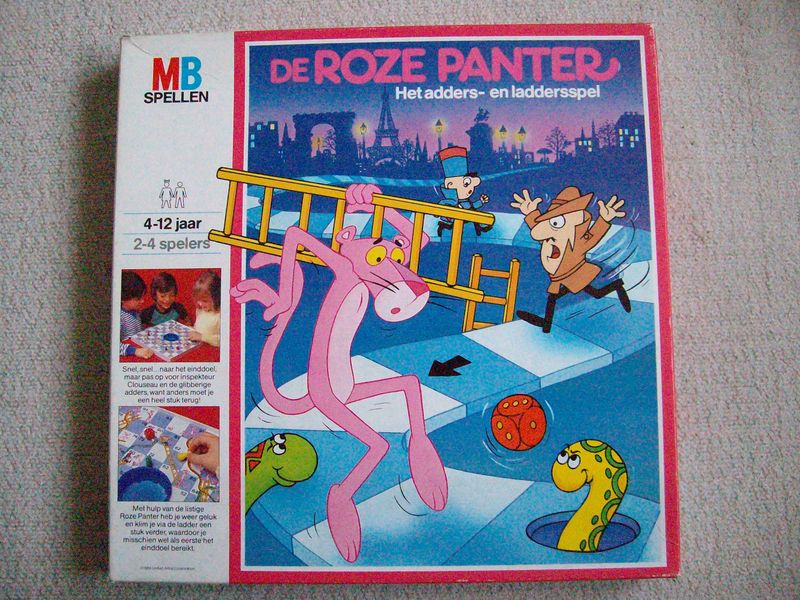 MB
SPELLEN
DE ROZE PANTER
Het adders- en laddersspel
4-12 jaar
2-4 spelers
Snel, snel... naar het einddoel,
maar pas op voor inspekteur
Clouseau en de glibberige
adders, want anders moet je
een heel stuk terug!
Met hulp van de listige
Roze Panter heb je weer geluk
en klim je via de ladder een
stuk verder, waardoor je
misschien wel als eerste het
einddoel bereikt.